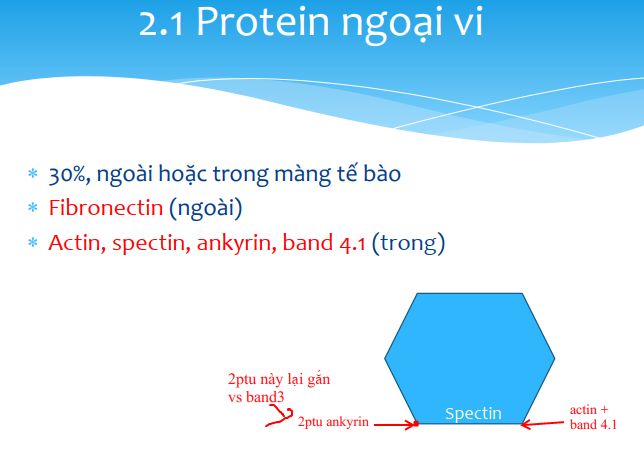 2.1 Protein ngoại vi
* 30%, ngoài hoặc trong màng tế bào
* Fibronectin (ngoài)
* Actin, spectin, ankyrin, band 4.1 (trong)
2ptu này lại gắn
vs band3
2ptu ankyrin
Spectin
actin +
band 4.1